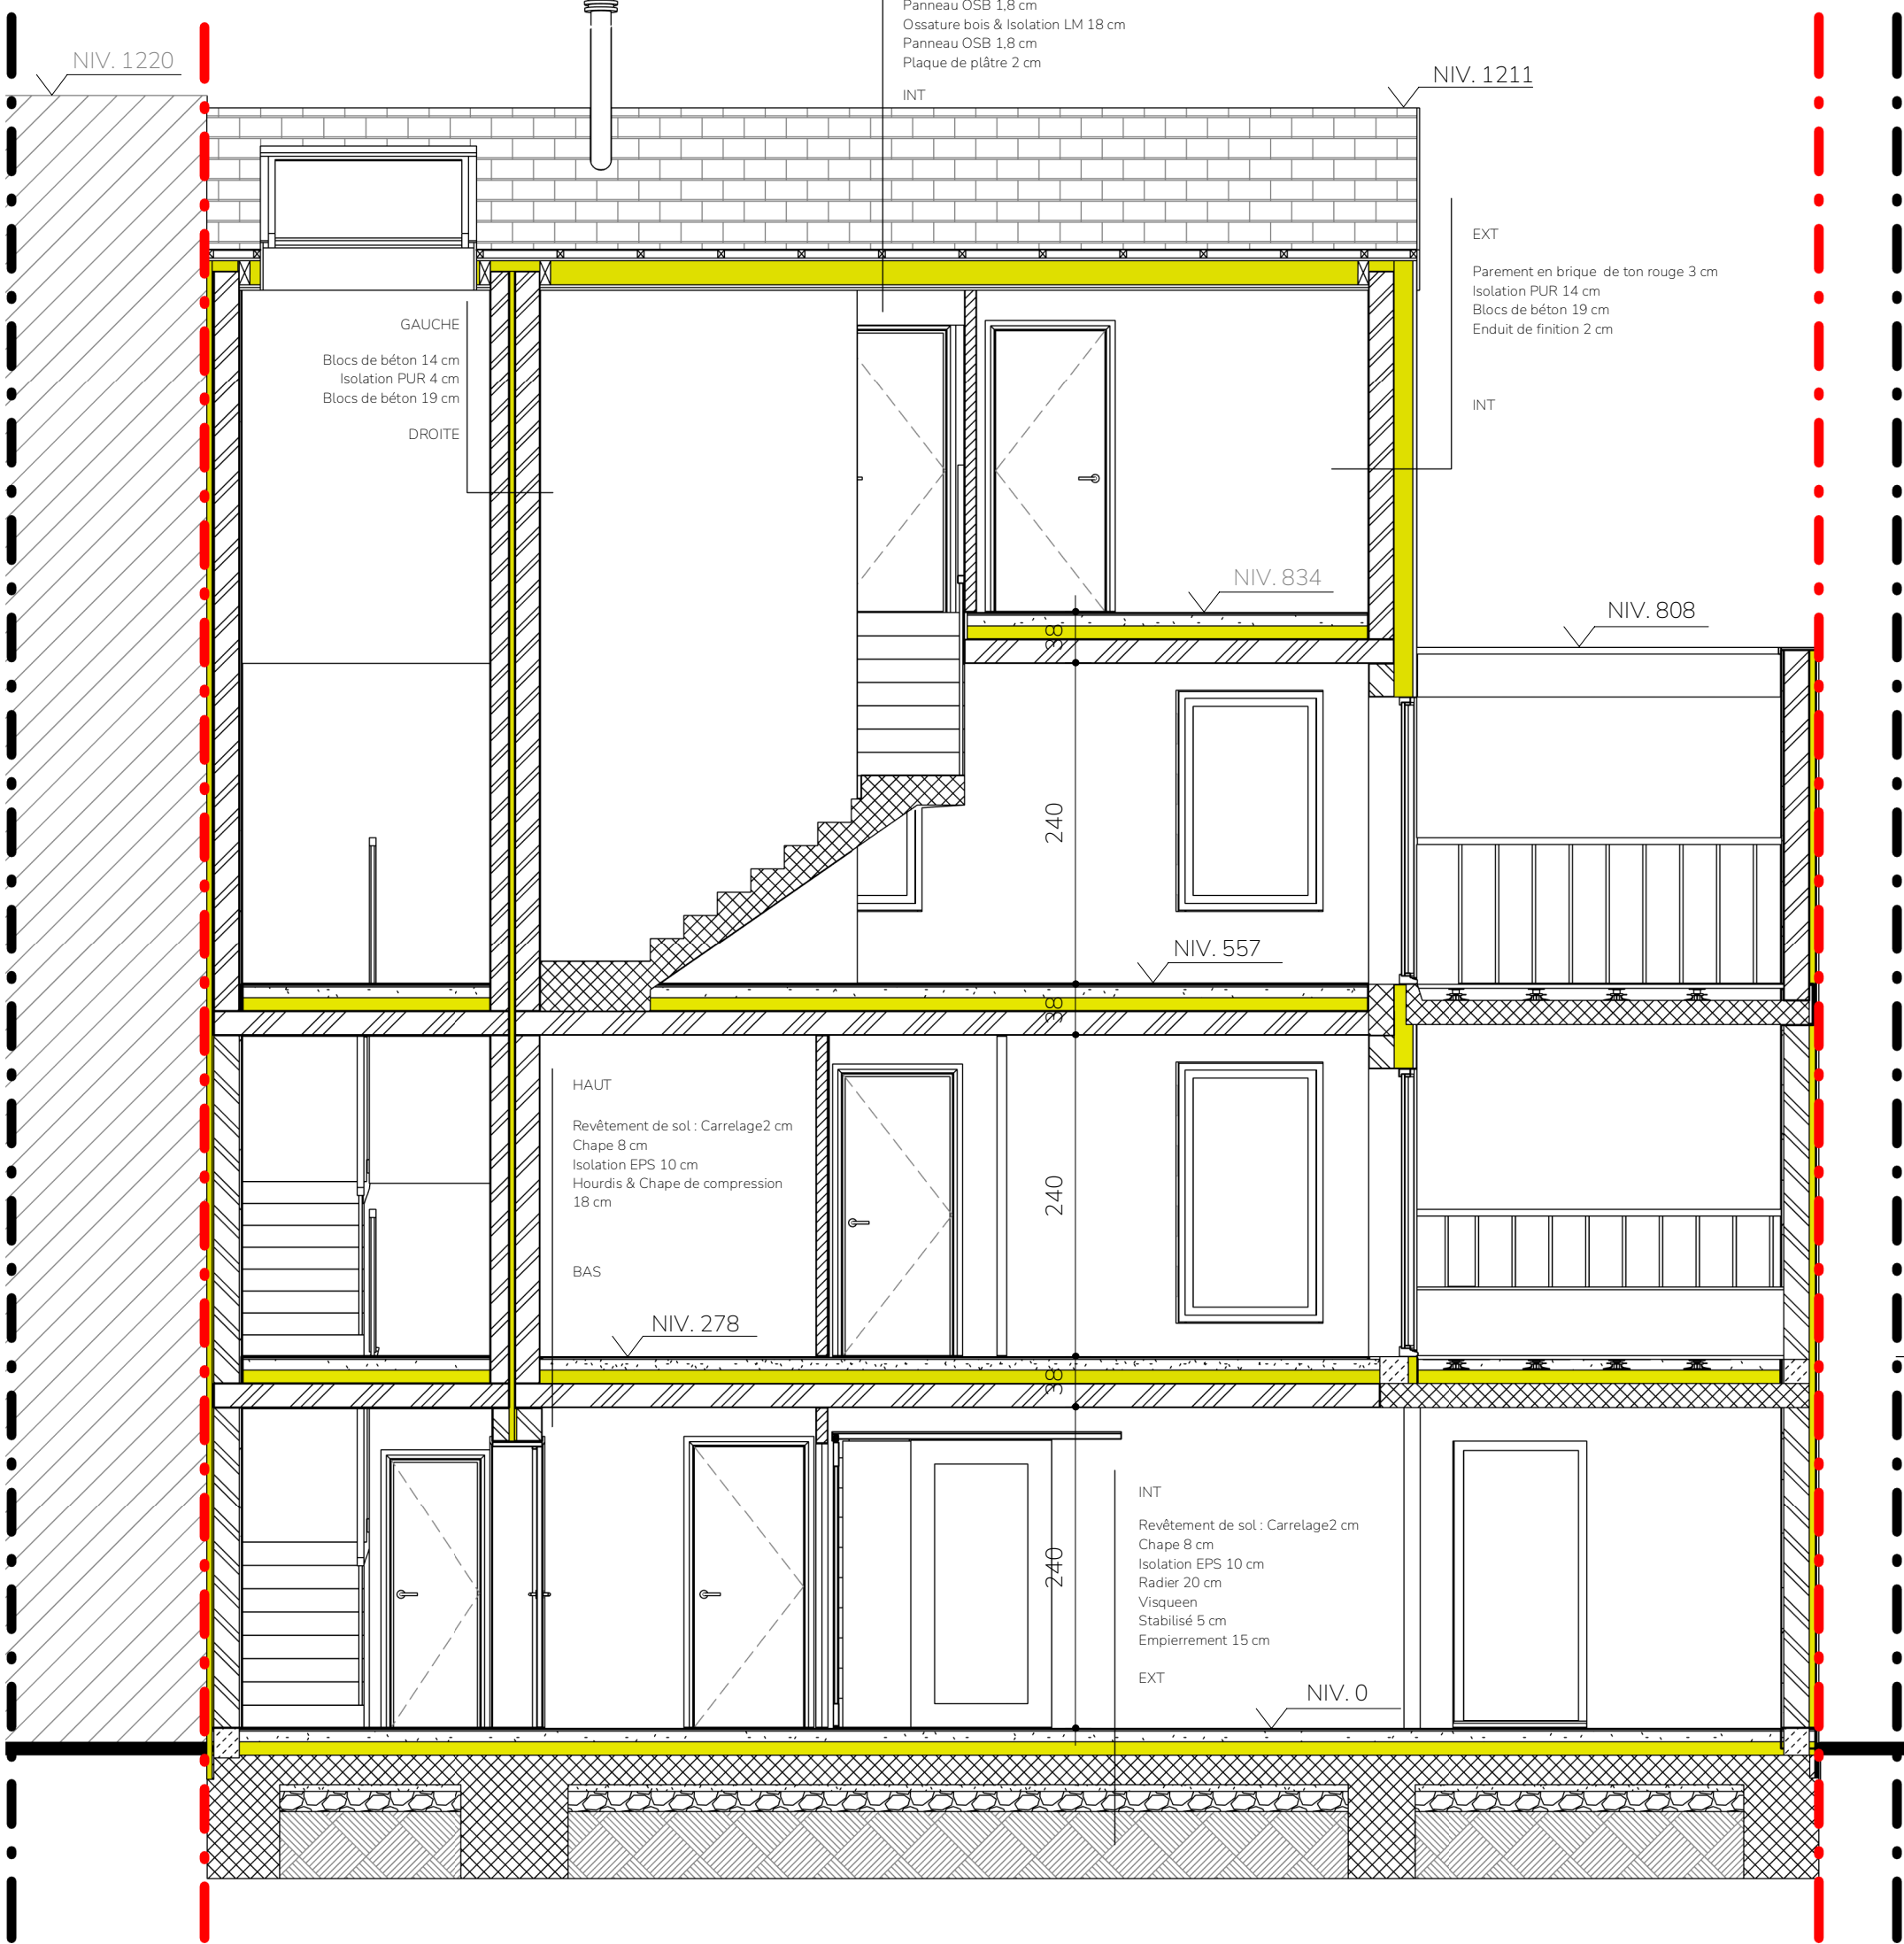 Panneau OSB 1,8 cm
Ossature bois & Isolation LM 18 cm
Panneau OSB 1,8 cm
Plaque de plâtre 2 cm
INT
NIV. 1220
NIV. 1211
EXT
Parement en brique de ton rouge 3 cm
Isolation PUR 14 cm
Blocs de béton 19 cm
Enduit de finition 2 cm
INT
GAUCHE
Blocs de béton 14 cm
Isolation PUR 4 cm
Blocs de béton 19 cm
DROITE
NIV. 834
NIV. 808
38
240
NIV. 557
38
HAUT
Revêtement de sol : Carrelage2 cm
Chape 8 cm
Isolation EPS 10 cm
Hourdis & Chape de compression
18 cm
BAS
240
NIV. 278
38
INT
Revêtement de sol : Carrelage2 cm
Chape 8 cm
Isolation EPS 10 cm
Radier 20 cm
Visqueen
Stabilisé 5 cm
Empierrement 15 cm
EXT
240
NIV. 0